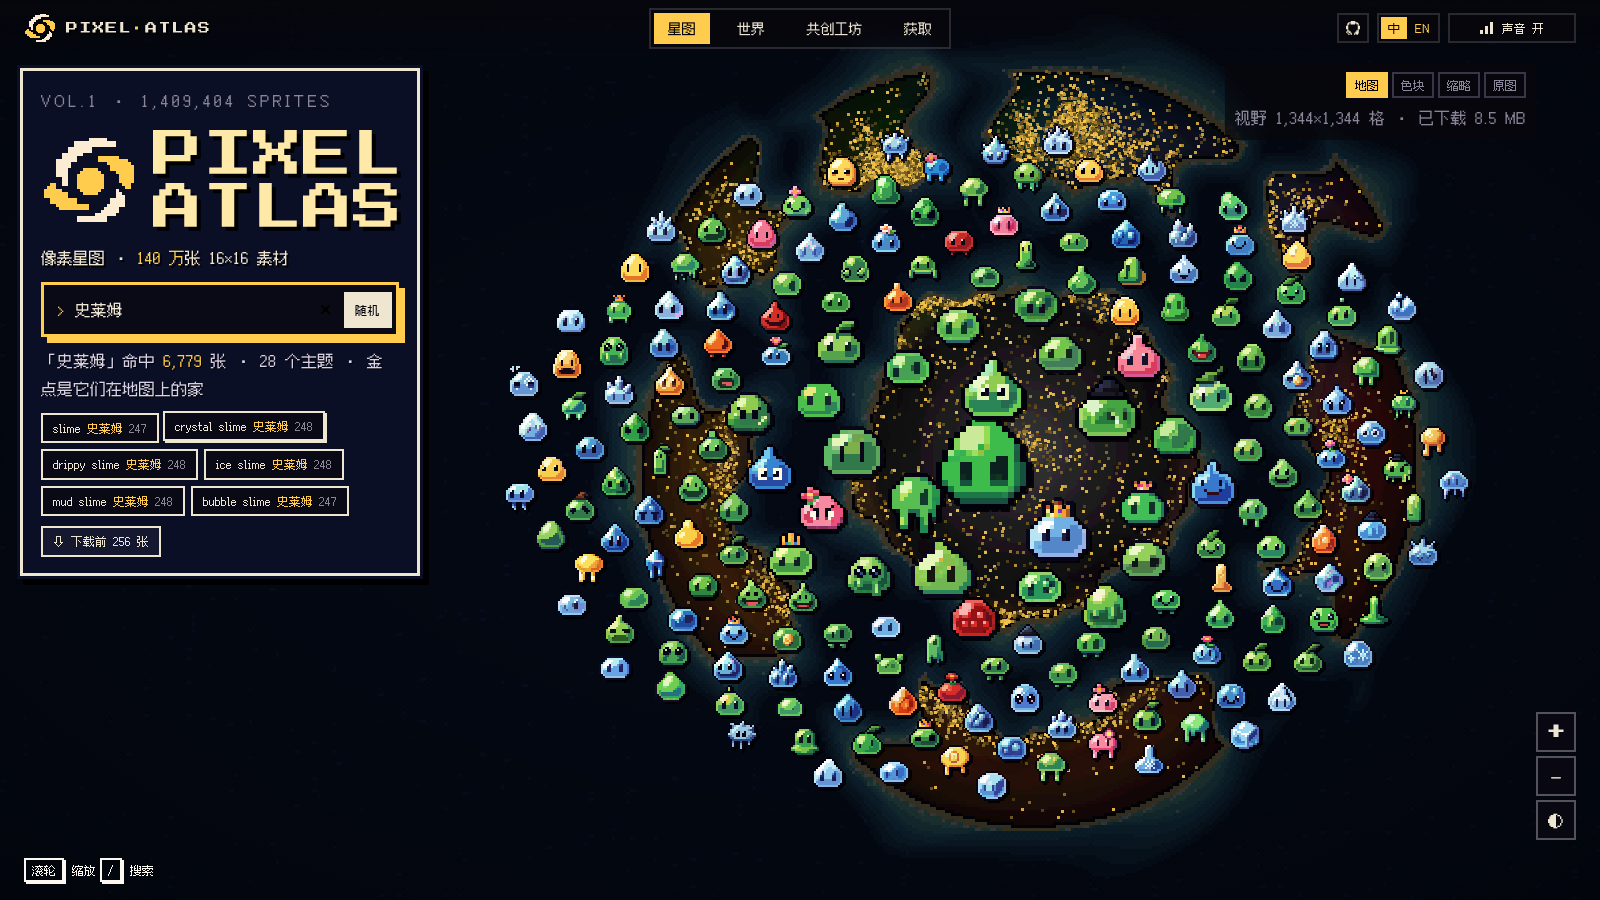 PIXEL·ATLAS
星图 世界 共创工坊 获取
中 EN
声音 开
地图 色块 缩略 原图
视野 1,344×1,344 格 · 已下载 8.5 MB
VOL.1 · 1,409,404 SPRITES
PIXEL
ATLAS
像素星图 · 140 万张 16×16 素材
> 史莱姆 × 随机
「史莱姆」命中 6,779 张 · 28 个主题 · 金
点是它们在地图上的家
slime 史莱姆 247
crystal slime 史莱姆 248
drippy slime 史莱姆 248
ice slime 史莱姆 248
mud slime 史莱姆 248
bubble slime 史莱姆 247
下载前 256 张
滚轮 缩放 / 搜索